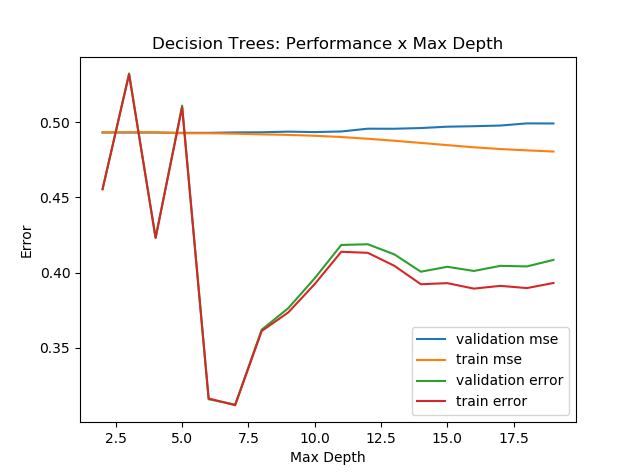 Decision Trees: Performance x Max Depth
Error
0.50
0.45
0.40
0.35
2.5 5.0 7.5 10.0 12.5 15.0 17.5
Max Depth
validation mse
train mse
validation error
train error